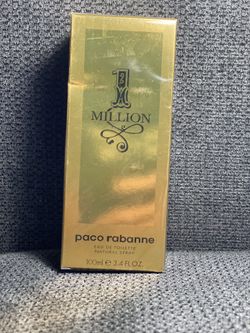 1
MILLION
paco rabanne
EAU DE TOILETTE
NATURAL SPRAY
100ml ℮ 3.4 FL.OZ.